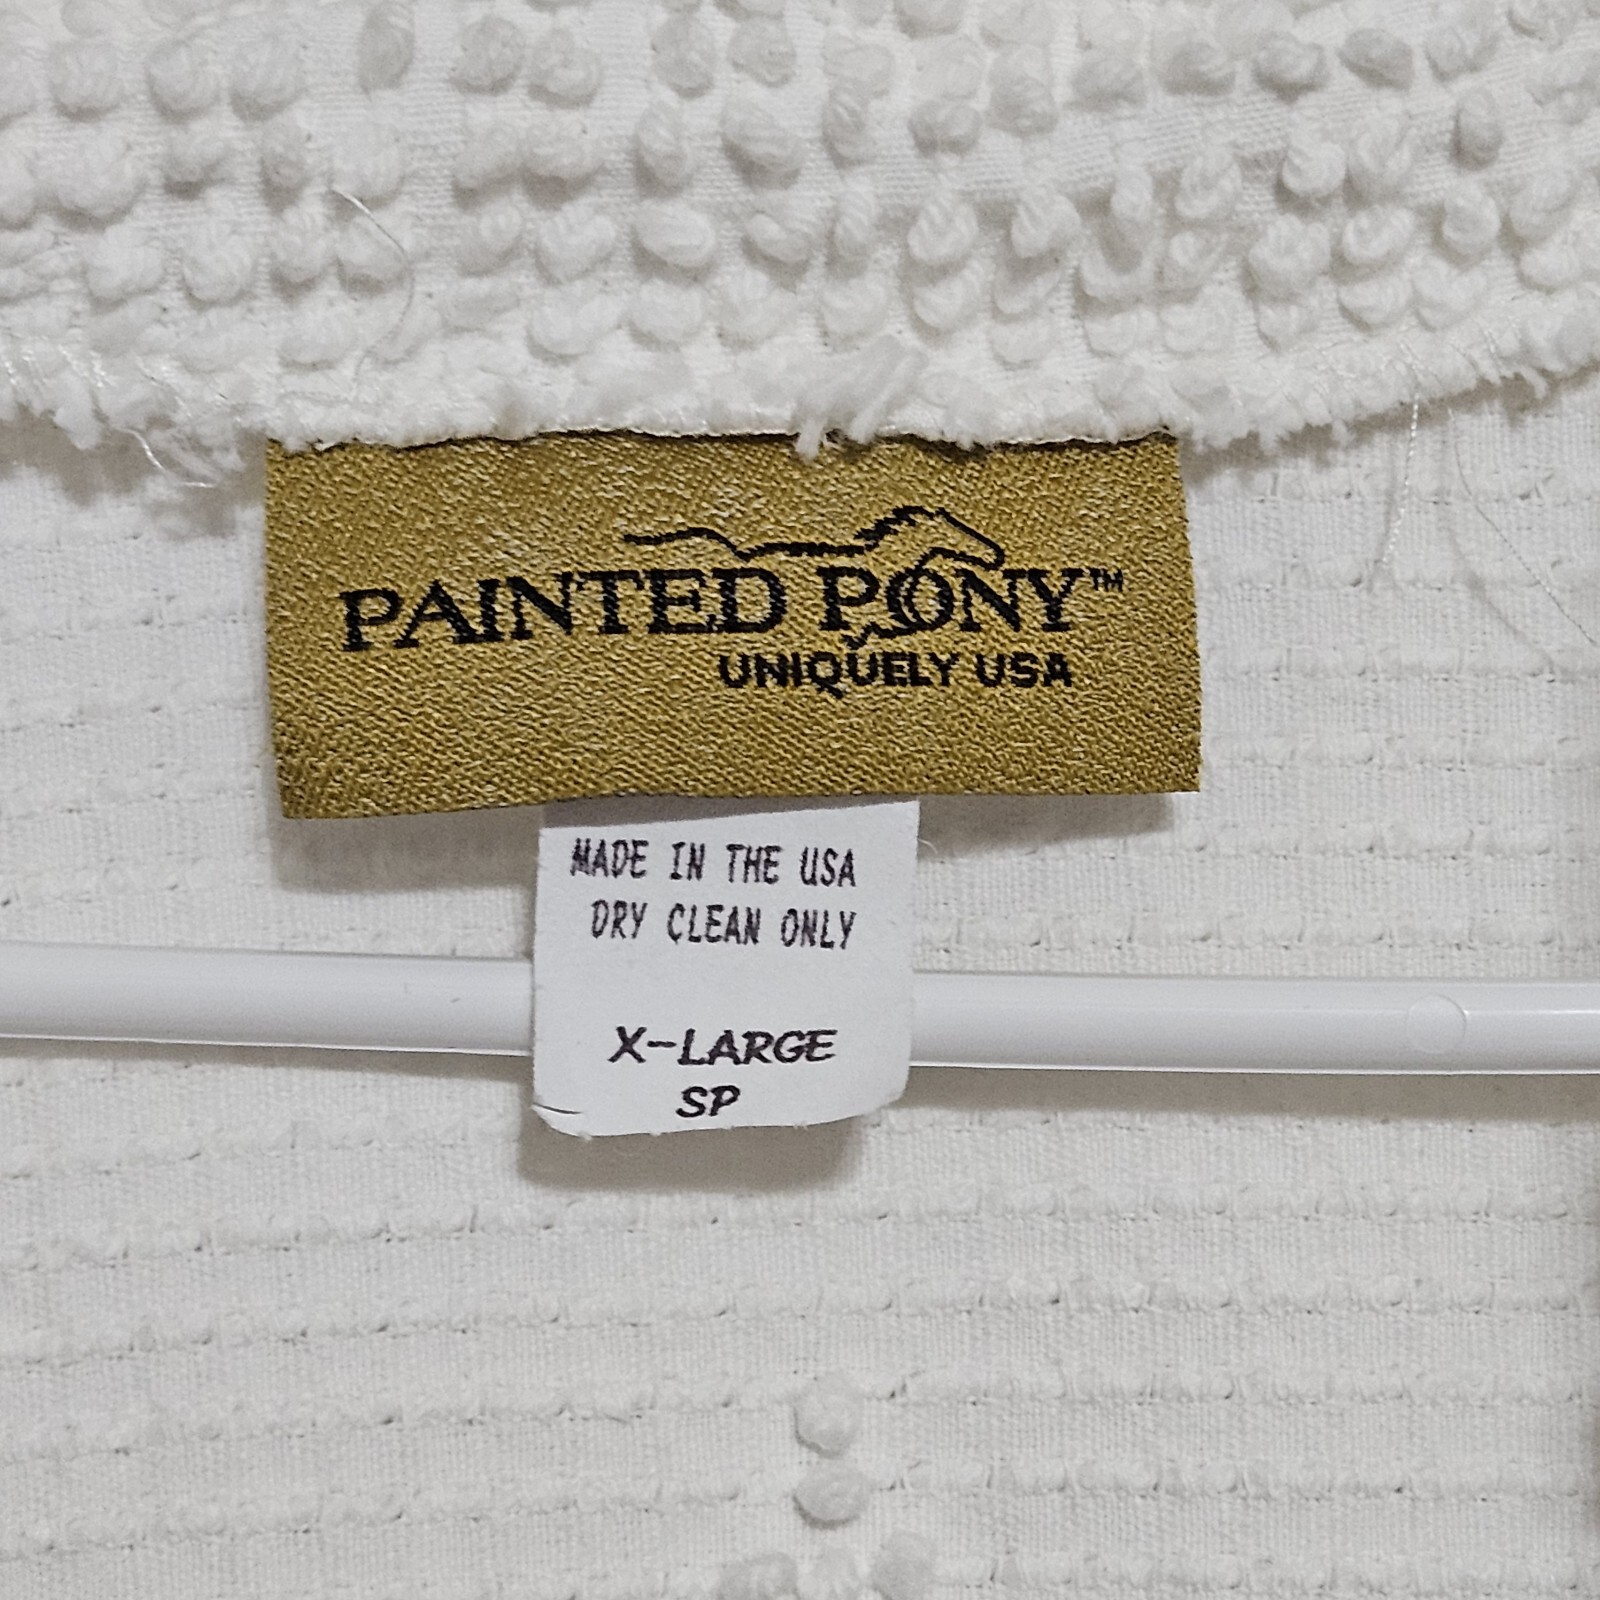 PAINTED PONY™
UNIQUELY USA
MADE IN THE USA
DRY CLEAN ONLY
X-LARGE
SP